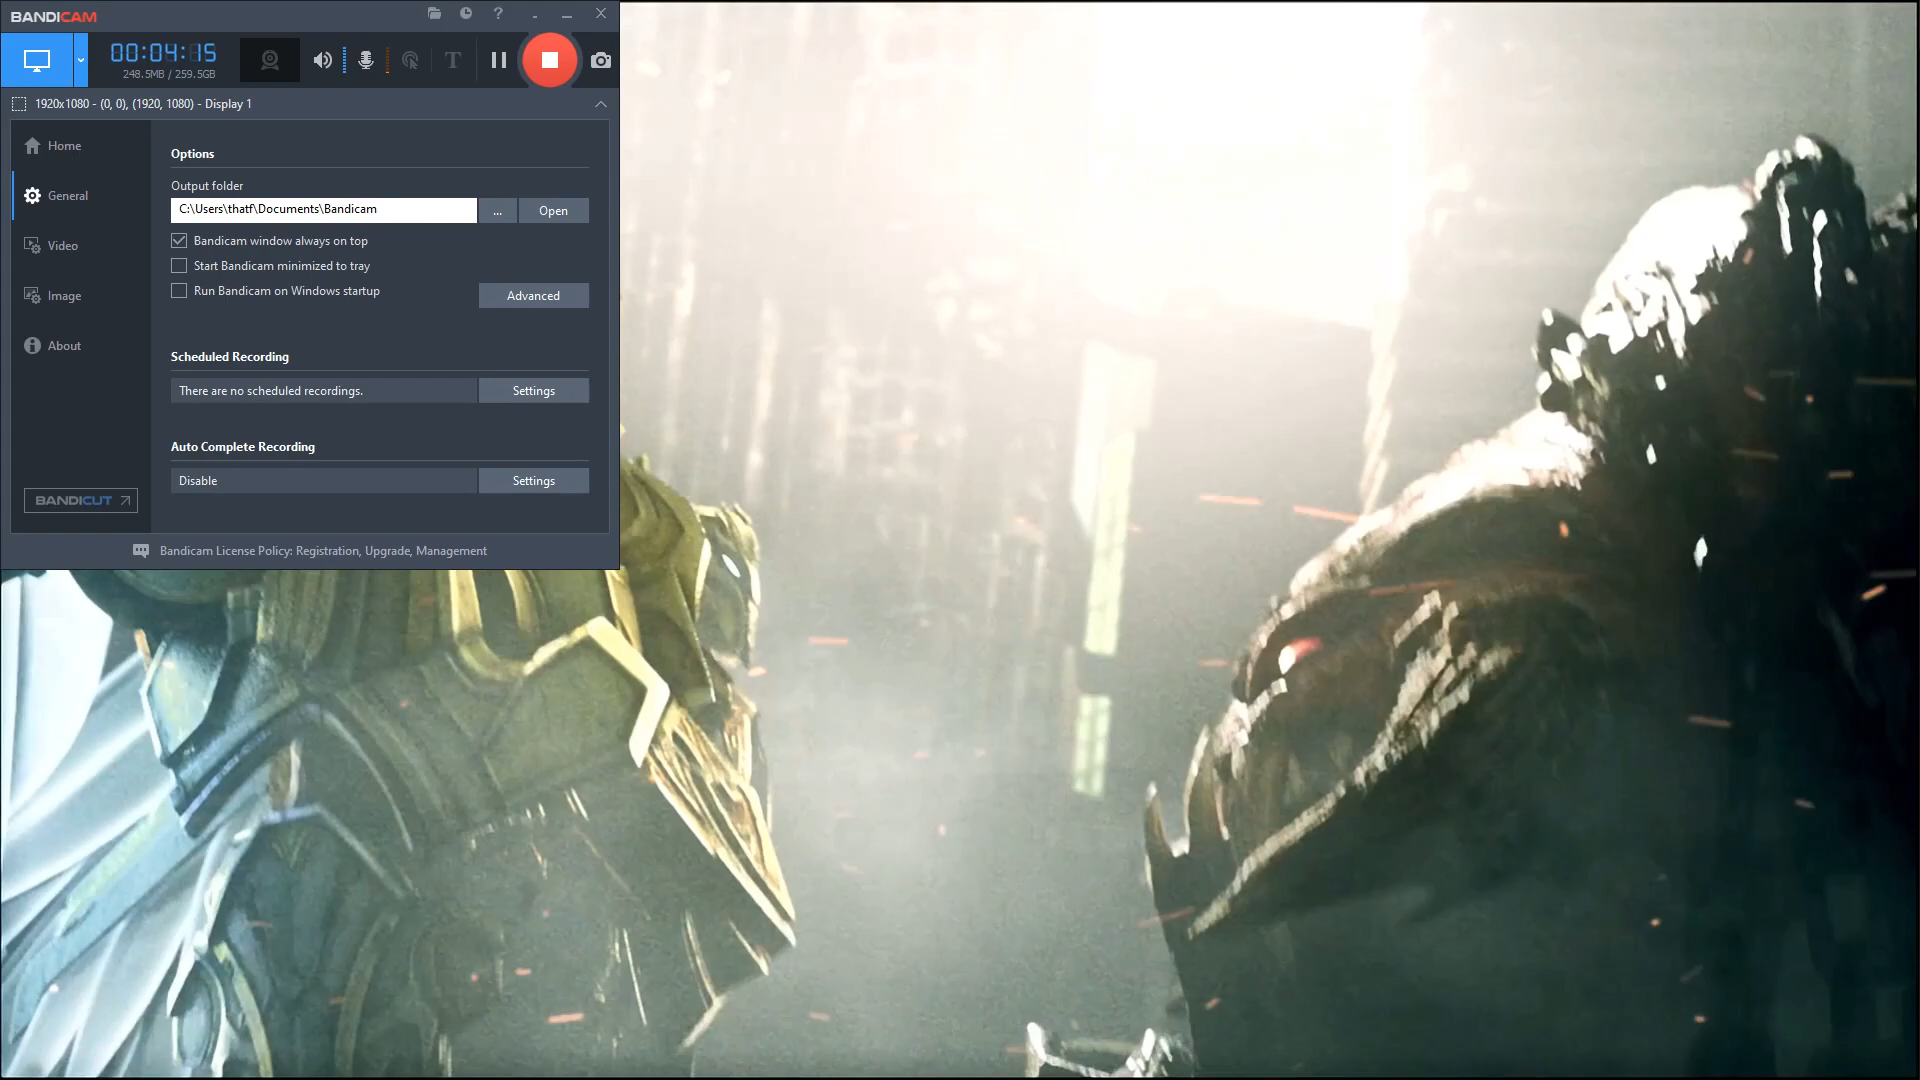 BANDICAM
?
00:04:15
248.5MB / 259.5GB
T
1920x1080 - (0, 0), (1920, 1080) - Display 1
Home
General
Video
Image
About
BANDICUT
Options
Output folder
C:\Users\thatf\Documents\Bandicam
...
Open
Bandicam window always on top
Start Bandicam minimized to tray
Run Bandicam on Windows startup
Advanced
Scheduled Recording
There are no scheduled recordings.
Settings
Auto Complete Recording
Disable
Settings
Bandicam License Policy: Registration, Upgrade, Management